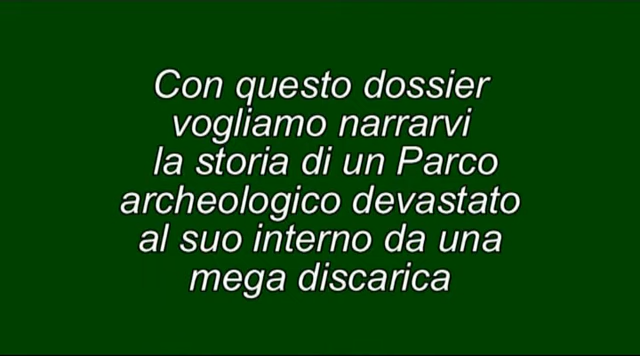 Con questo dossier
vogliamo narrarvi
la storia di un Parco
archeologico devastato
al suo interno da una
mega discarica